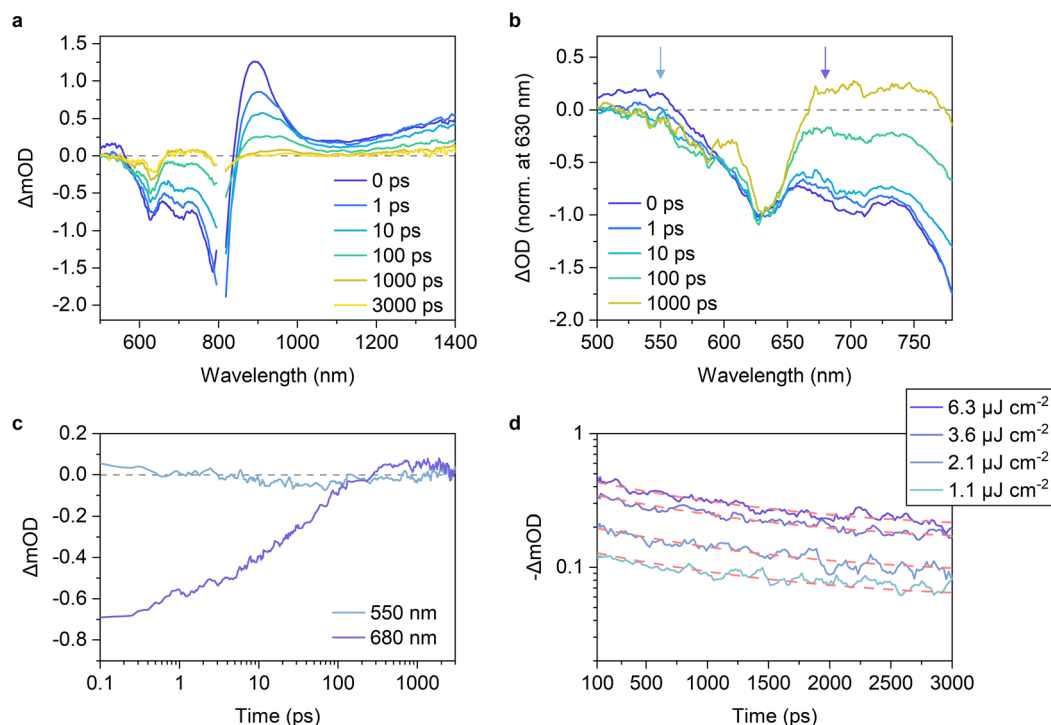 a
1.5
1.0
0.5
0.0
-0.5
-1.0
-1.5
-2.0
ΔmOD
600
800
1000
1200
1400
Wavelength (nm)
0 ps
1 ps
10 ps
100 ps
1000 ps
3000 ps
b
0.5
0.0
-0.5
-1.0
-1.5
-2.0
ΔOD (norm. at 630 nm)
500
550
600
650
700
750
Wavelength (nm)
0 ps
1 ps
10 ps
100 ps
1000 ps
c
0.2
0.0
-0.2
-0.4
-0.6
-0.8
ΔmOD
0.1
1
10
100
1000
Time (ps)
550 nm
680 nm
d
1
0.1
-ΔmOD
100
500
1000
1500
2000
2500
3000
Time (ps)
6.3 µJ cm-2
3.6 µJ cm-2
2.1 µJ cm-2
1.1 µJ cm-2